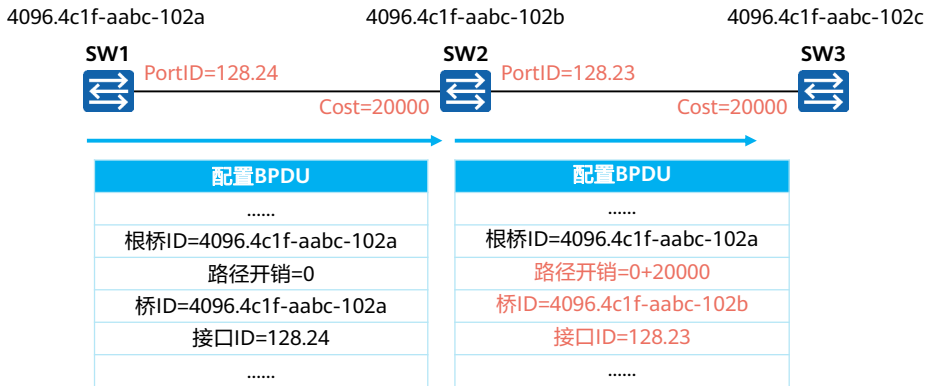 4096.4c1f-aabc-102a
4096.4c1f-aabc-102b
4096.4c1f-aabc-102c
SW1
SW2
SW3
PortID=128.24
PortID=128.23
Cost=20000
Cost=20000
配置BPDU
......
根桥ID=4096.4c1f-aabc-102a
路径开销=0
桥ID=4096.4c1f-aabc-102a
接口ID=128.24
......
配置BPDU
......
根桥ID=4096.4c1f-aabc-102a
路径开销=0+20000
桥ID=4096.4c1f-aabc-102b
接口ID=128.23
......